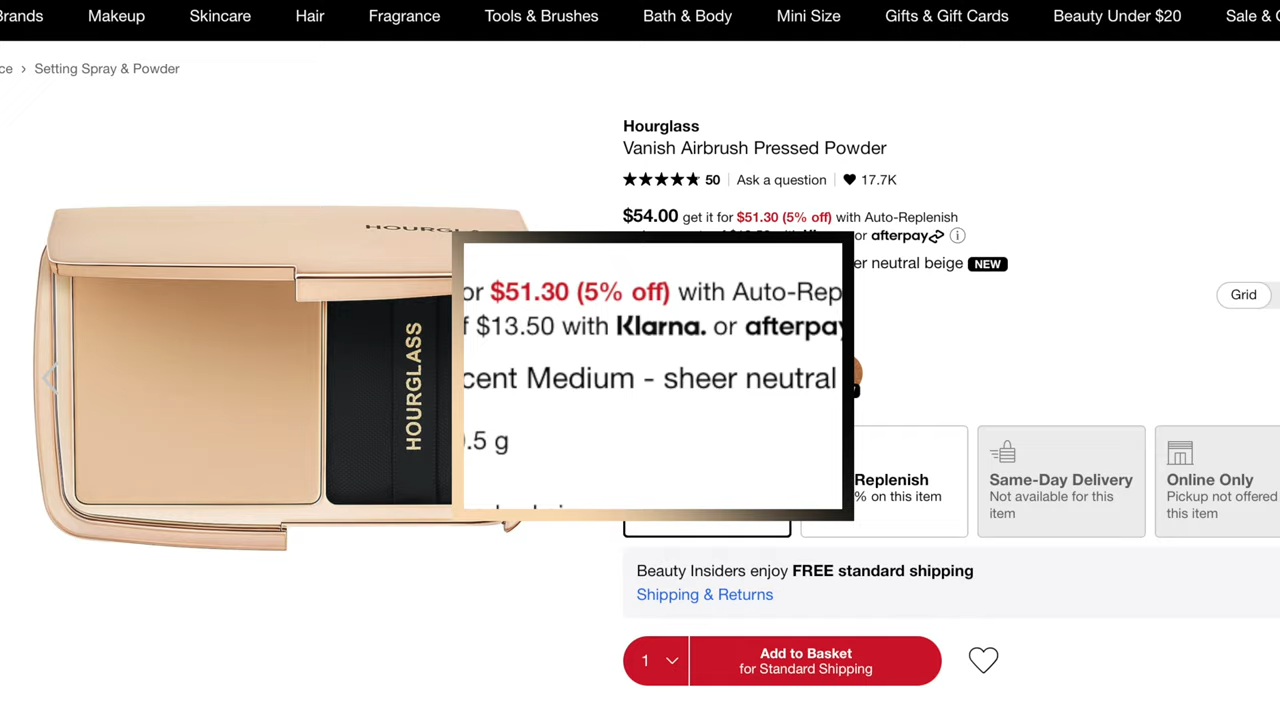 Brands Makeup Skincare Hair Fragrance Tools & Brushes Bath & Body Mini Size Gifts & Gift Cards Beauty Under $20 Sale &
› Setting Spray & Powder
Hourglass
Vanish Airbrush Pressed Powder
50 Ask a question 17.7K
$54.00 get it for $51.30 (5% off) with Auto-Replenish
or afterpay
er neutral beige NEW
Grid
HOURGLASS
or $51.30 (5% off) with Auto-Rep
f $13.50 with Klarna. or afterpay
cent Medium - sheer neutral
.5 g
Replenish
% on this item
Same-Day Delivery
Not available for this
item
Online Only
Pickup not offered
this item
Beauty Insiders enjoy FREE standard shipping
Shipping & Returns
1
Add to Basket
for Standard Shipping